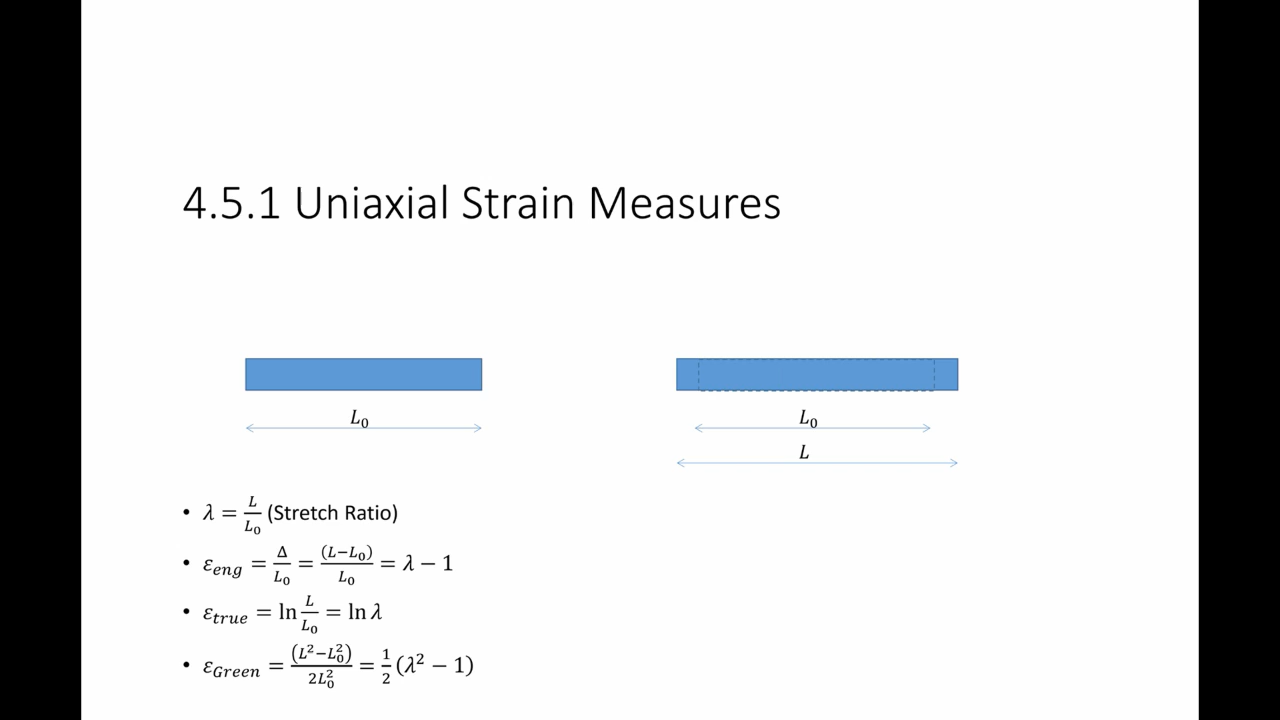 4.5.1 Uniaxial Strain Measures
L₀
L₀
L
• λ = L/L₀ (Stretch Ratio)
• ε_eng = Δ/L₀ = (L−L₀)/L₀ = λ − 1
• ε_true = ln L/L₀ = ln λ
• ε_Green = (L²−L₀²)/2L₀² = 1/2 (λ² − 1)